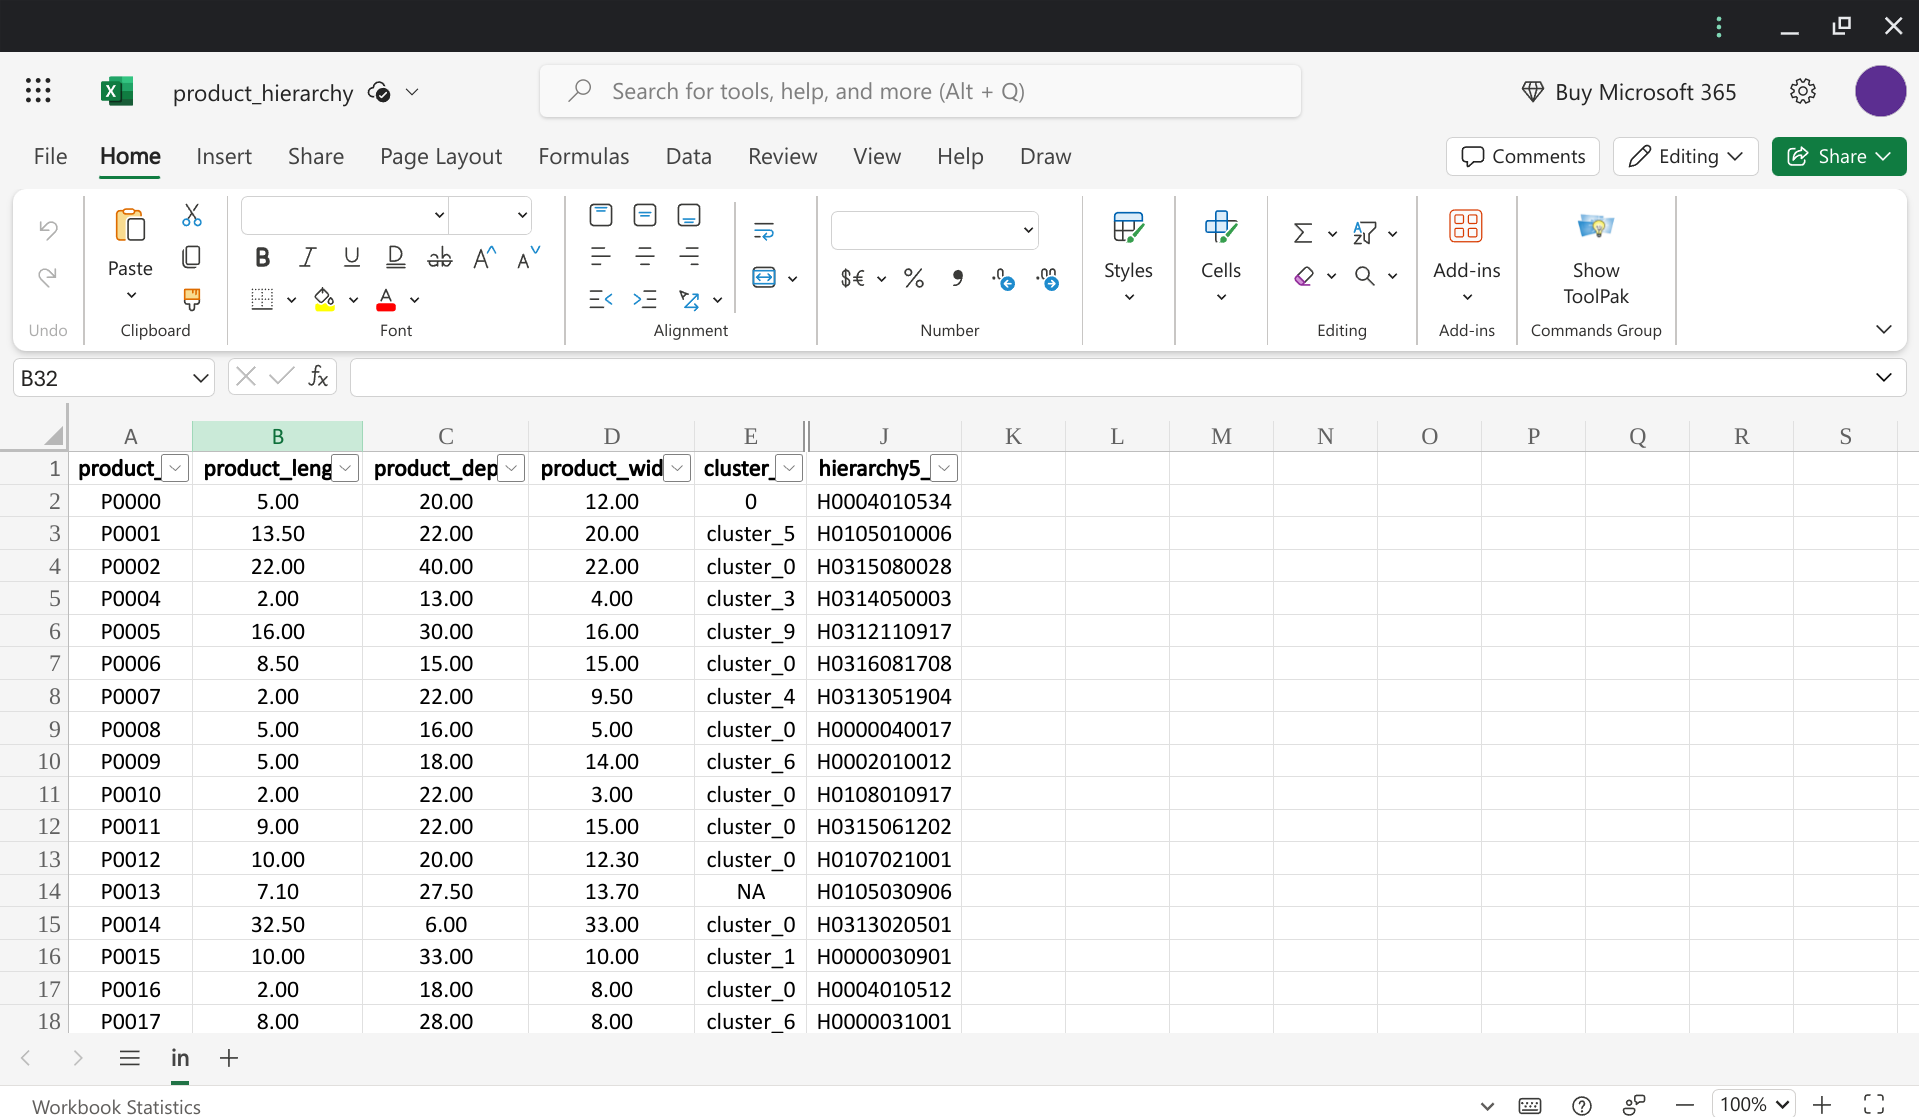 product_hierarchy
Search for tools, help, and more (Alt + Q)
Buy Microsoft 365
File Home Insert Share Page Layout Formulas Data Review View Help Draw
Comments Editing Share
Paste
Styles Cells Add-ins Show ToolPak
Undo Clipboard Font Alignment Number Editing Add-ins Commands Group
B32 fx
A B C D E J K L M N O P Q R S
1 product_ product_leng product_dep product_wid cluster_ hierarchy5_
2 P0000 5.00 20.00 12.00 0 H0004010534
3 P0001 13.50 22.00 20.00 cluster_5 H0105010006
4 P0002 22.00 40.00 22.00 cluster_0 H0315080028
5 P0004 2.00 13.00 4.00 cluster_3 H0314050003
6 P0005 16.00 30.00 16.00 cluster_9 H0312110917
7 P0006 8.50 15.00 15.00 cluster_0 H0316081708
8 P0007 2.00 22.00 9.50 cluster_4 H0313051904
9 P0008 5.00 16.00 5.00 cluster_0 H0000040017
10 P0009 5.00 18.00 14.00 cluster_6 H0002010012
11 P0010 2.00 22.00 3.00 cluster_0 H0108010917
12 P0011 9.00 22.00 15.00 cluster_0 H0315061202
13 P0012 10.00 20.00 12.30 cluster_0 H0107021001
14 P0013 7.10 27.50 13.70 NA H0105030906
15 P0014 32.50 6.00 33.00 cluster_0 H0313020501
16 P0015 10.00 33.00 10.00 cluster_1 H0000030901
17 P0016 2.00 18.00 8.00 cluster_0 H0004010512
18 P0017 8.00 28.00 8.00 cluster_6 H0000031001
in
Workbook Statistics 100%